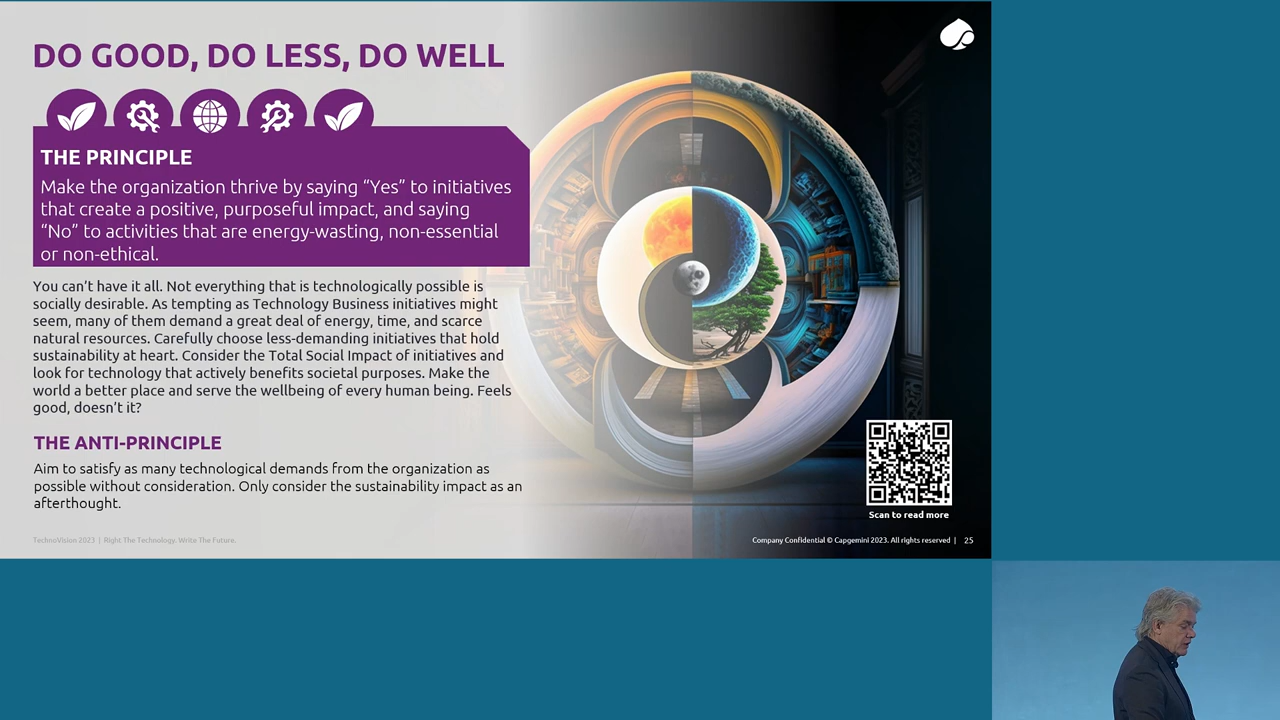 DO GOOD, DO LESS, DO WELL
THE PRINCIPLE
Make the organization thrive by saying “Yes” to initiatives
that create a positive, purposeful impact, and saying
“No” to activities that are energy-wasting, non-essential
or non-ethical.
You can’t have it all. Not everything that is technologically possible is
socially desirable. As tempting as Technology Business initiatives might
seem, many of them demand a great deal of energy, time, and scarce
natural resources. Carefully choose less-demanding initiatives that hold
sustainability at heart. Consider the Total Social Impact of initiatives and
look for technology that actively benefits societal purposes. Make the
world a better place and serve the wellbeing of every human being. Feels
good, doesn’t it?
THE ANTI-PRINCIPLE
Aim to satisfy as many technological demands from the organization as
possible without consideration. Only consider the sustainability impact as an
afterthought.
Scan to read more
TechnoVision 2023 | Right The Technology. Write The Future.
Company Confidential © Capgemini 2023. All rights reserved | 25